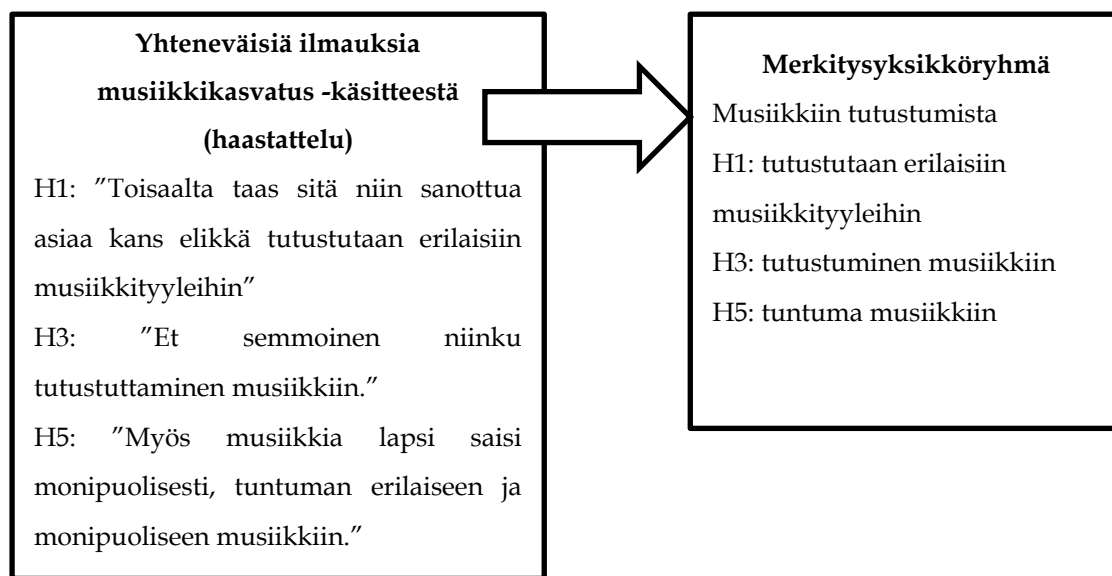 Yhteneväisiä ilmauksia
musiikkikasvatus -käsitteestä
(haastattelu)
H1: ”Toisaalta taas sitä niin sanottua
asiaa kans elikkä tutustutaan erilaisiin
musiikkityyleihin”
H3: ”Et semmoinen niinku
tutustuttaminen musiikkiin.”
H5: ”Myös musiikkia lapsi saisi
monipuolisesti, tuntuman erilaiseen ja
monipuoliseen musiikkiin.”
Merkitysyksikköryhmä
Musiikkiin tutustumista
H1: tutustutaan erilaisiin
musiikkityyleihin
H3: tutustuminen musiikkiin
H5: tuntuma musiikkiin